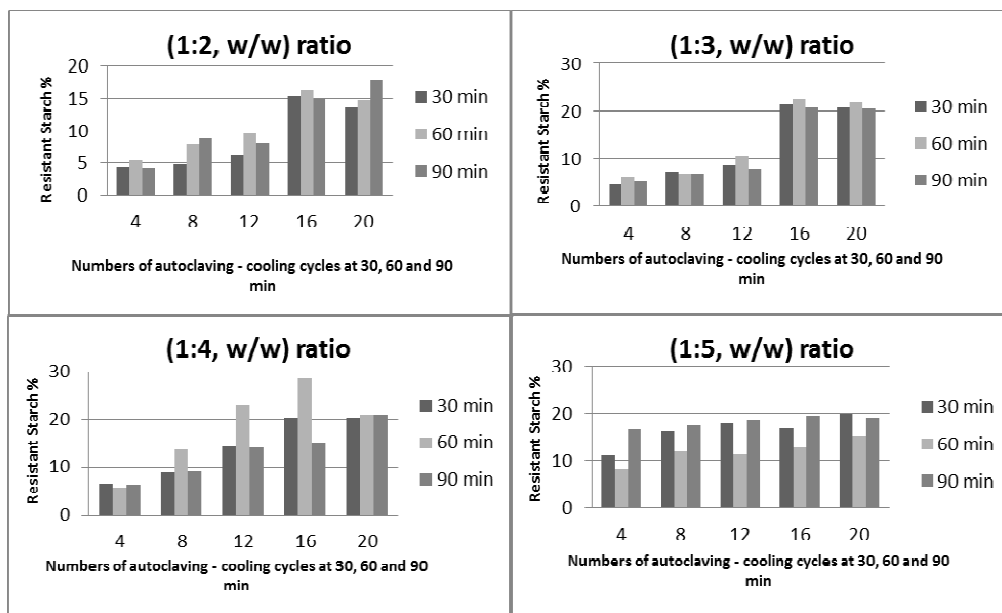 (1:2, w/w) ratio
Resistant Starch %
20
15
10
5
0
4 8 12 16 20
30 min
60 min
90 min
Numbers of autoclaving - cooling cycles at 30, 60 and 90
min
(1:3, w/w) ratio
Resistant Starch %
30
20
10
0
4 8 12 16 20
30 min
60 min
90 min
Numbers of autoclaving - cooling cycles at 30, 60 and 90
min
(1:4, w/w) ratio
Resistant Starch %
30
20
10
0
4 8 12 16 20
30 min
60 min
90 min
Numbers of autoclaving - cooling cycles at 30, 60 and 90
min
(1:5, w/w) ratio
Resistant Starch %
30
20
10
0
4 8 12 16 20
30 min
60 min
90 min
Numbers of autoclaving - cooling cycles at 30, 60 and 90
min